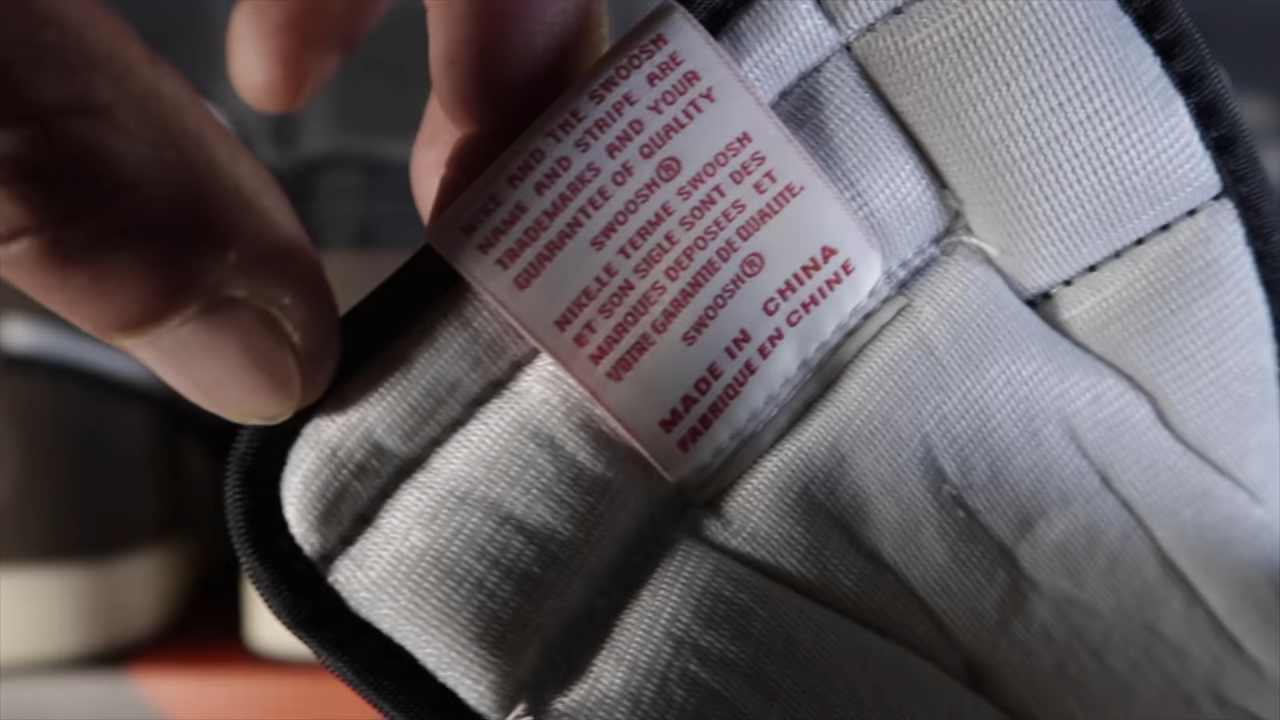 NIKE AND THE SWOOSH
NAME AND STRIPE ARE
TRADEMARKS AND YOUR
GUARANTEE OF QUALITY
SWOOSH®
NIKE.LE TERME SWOOSH
ET SON SIGLE SONT DES
MARQUES DEPOSEES ET
VOTRE GARANTIE DE QUALITE.
SWOOSH®
MADE IN CHINA
FABRIQUE EN CHINE